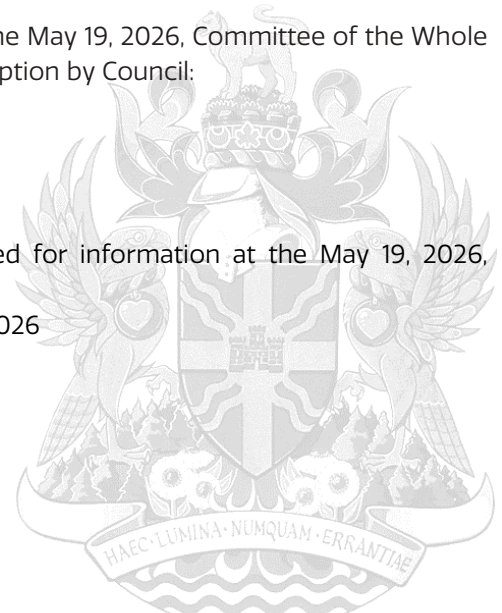 he May 19, 2026, Committee of the Whole
ption by Council:
ed for information at the May 19, 2026,
026
HAEC·LUMINA·NUMQUAM·ERRANTIAE